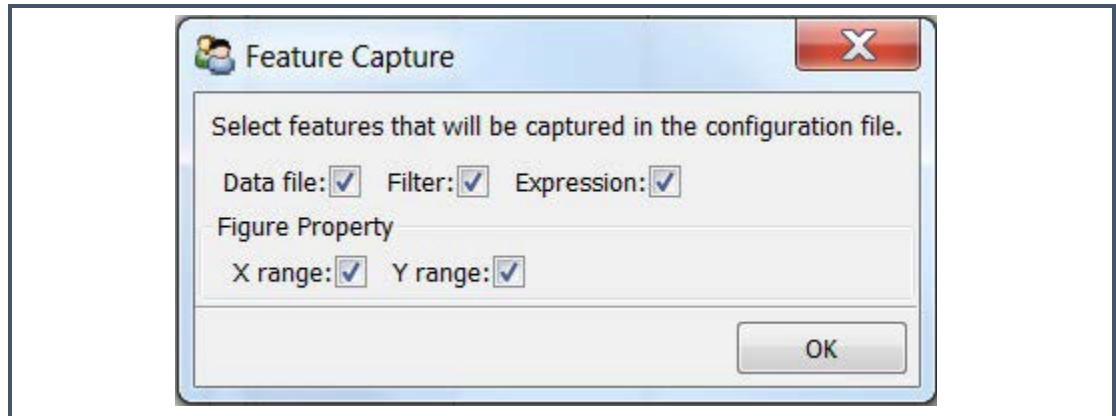 Feature Capture
Select features that will be captured in the configuration file.
Data file: Filter: Expression:
Figure Property
X range: Y range:
OK